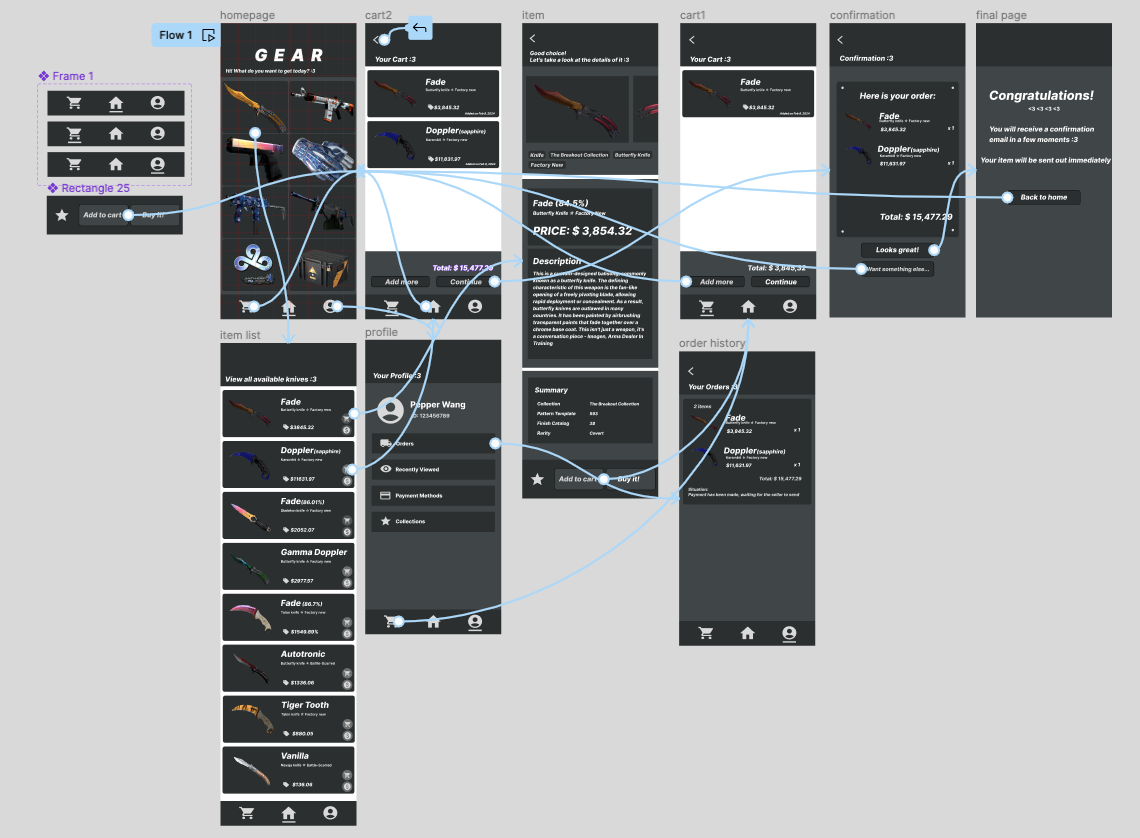 homepage
cart2
item
cart1
confirmation
final page
Flow 1
Frame 1
Rectangle 25
Add to cart
Buy it!
GEAR
Hi! What do you want to get today? :3
Your Cart :3
Fade
Butterfly knife ☆ Factory new
$3,845.32
Added on Feb 8, 2024
Doppler(sapphire)
$11,631.97
Total: $ 15,477.29
Add more
Continue
Good choice!
Let's take a look at the details of it :3
Knife
The Breakout Collection
Butterfly Knife
Factory New
Fade (84.5%)
Butterfly Knife ☆ Factory New
PRICE: $ 3,854.32
Description
This is a custom-designed balisong, commonly
known as a butterfly knife. The defining
characteristic of this weapon is the fan-like
opening of a freely pivoting blade, allowing
rapid deployment or concealment. As a result,
butterfly knives are outlawed in many
countries. It has been painted by airbrushing
transparent paints that fade together over a
chrome base coat. This isn't just a weapon, it's
a conversation piece - Imogen, Arms Dealer In
Training
Summary
Collection The Breakout Collection
Pattern Template 593
Finish Catalog 38
Rarity Covert
Add to cart
Buy it!
Your Cart :3
Fade
Butterfly knife ☆ Factory new
$3,845.32
Added on Feb 8, 2024
Total: $ 3,845,32
Add more
Continue
Confirmation :3
Here is your order:
Fade
Butterfly knife ☆ Factory new
$3,845.32
x 1
Doppler(sapphire)
Karambit ☆ Factory new
$11,631.97
x 1
Total: $ 15,477.29
Looks great!
Want something else...
Congratulations!
<3 <3 <3 <3
You will receive a confirmation
email in a few moments :3
Your item will be sent out immediately
Back to home
item list
View all available knives :3
Fade
Butterfly knife ☆ Factory new
$3845.32
Doppler(sapphire)
Karambit ☆ Factory new
$11631.97
Fade(86.01%)
Skeleton knife ☆ Factory new
$2052.07
Gamma Doppler
Butterfly knife ☆ Factory new
$2977.57
Fade (86.7%)
Talon knife ☆ Factory new
$1549.89%
Autotronic
Butterfly knife ☆ Battle-Scarred
$1336.06
Tiger Tooth
Talon knife ☆ Factory new
$880.05
Vanilla
Navaja knife ☆ Battle-Scarred
$136.06
profile
Your Profile :3
Pepper Wang
ID: 123456789
Orders
Recently Viewed
Payment Methods
Collections
order history
Your Orders :3
2 items
Fade
Butterfly knife ☆ Factory new
$3,845.32
x 1
Doppler(sapphire)
Karambit ☆ Factory new
$11,631.97
x 1
Total: $ 15,477.29
Situation:
Payment has been made, waiting for the seller to send